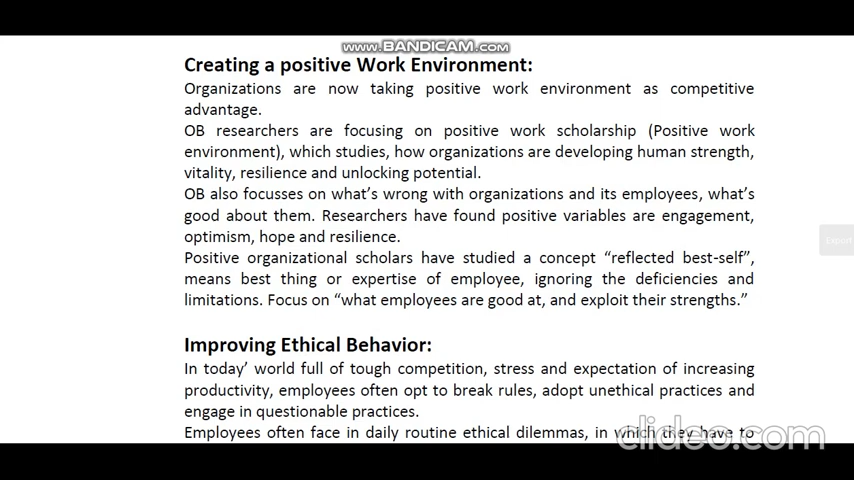 www.BANDICAM.com
Creating a positive Work Environment:
Organizations are now taking positive work environment as competitive
advantage.
OB researchers are focusing on positive work scholarship (Positive work
environment), which studies, how organizations are developing human strength,
vitality, resilience and unlocking potential.
OB also focusses on what's wrong with organizations and its employees, what's
good about them. Researchers have found positive variables are engagement,
optimism, hope and resilience.
Positive organizational scholars have studied a concept “reflected best-self”,
means best thing or expertise of employee, ignoring the deficiencies and
limitations. Focus on “what employees are good at, and exploit their strengths.”
Export
Improving Ethical Behavior:
In today' world full of tough competition, stress and expectation of increasing
productivity, employees often opt to break rules, adopt unethical practices and
engage in questionable practices.
Employees often face in daily routine ethical dilemmas, in which they have to
clideo.com